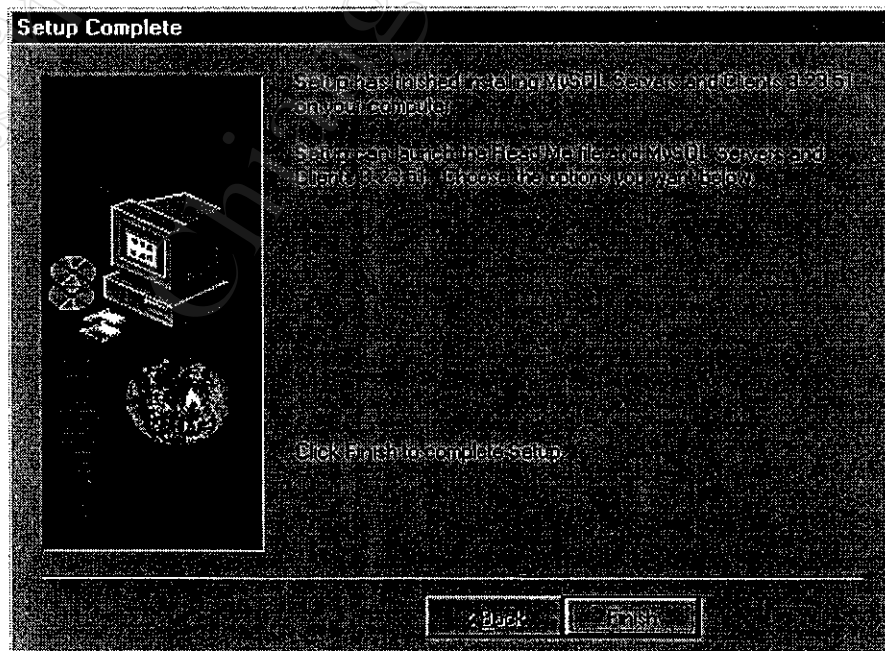 Setup Complete
Setup has finished installing MySQL Servers and Clients 3.23.51
on your computer.
Setup can launch the Read Me file and MySQL Servers and
Clients 3.23.51. Choose the options you want below.
Click Finish to complete Setup.
< Back
Finish